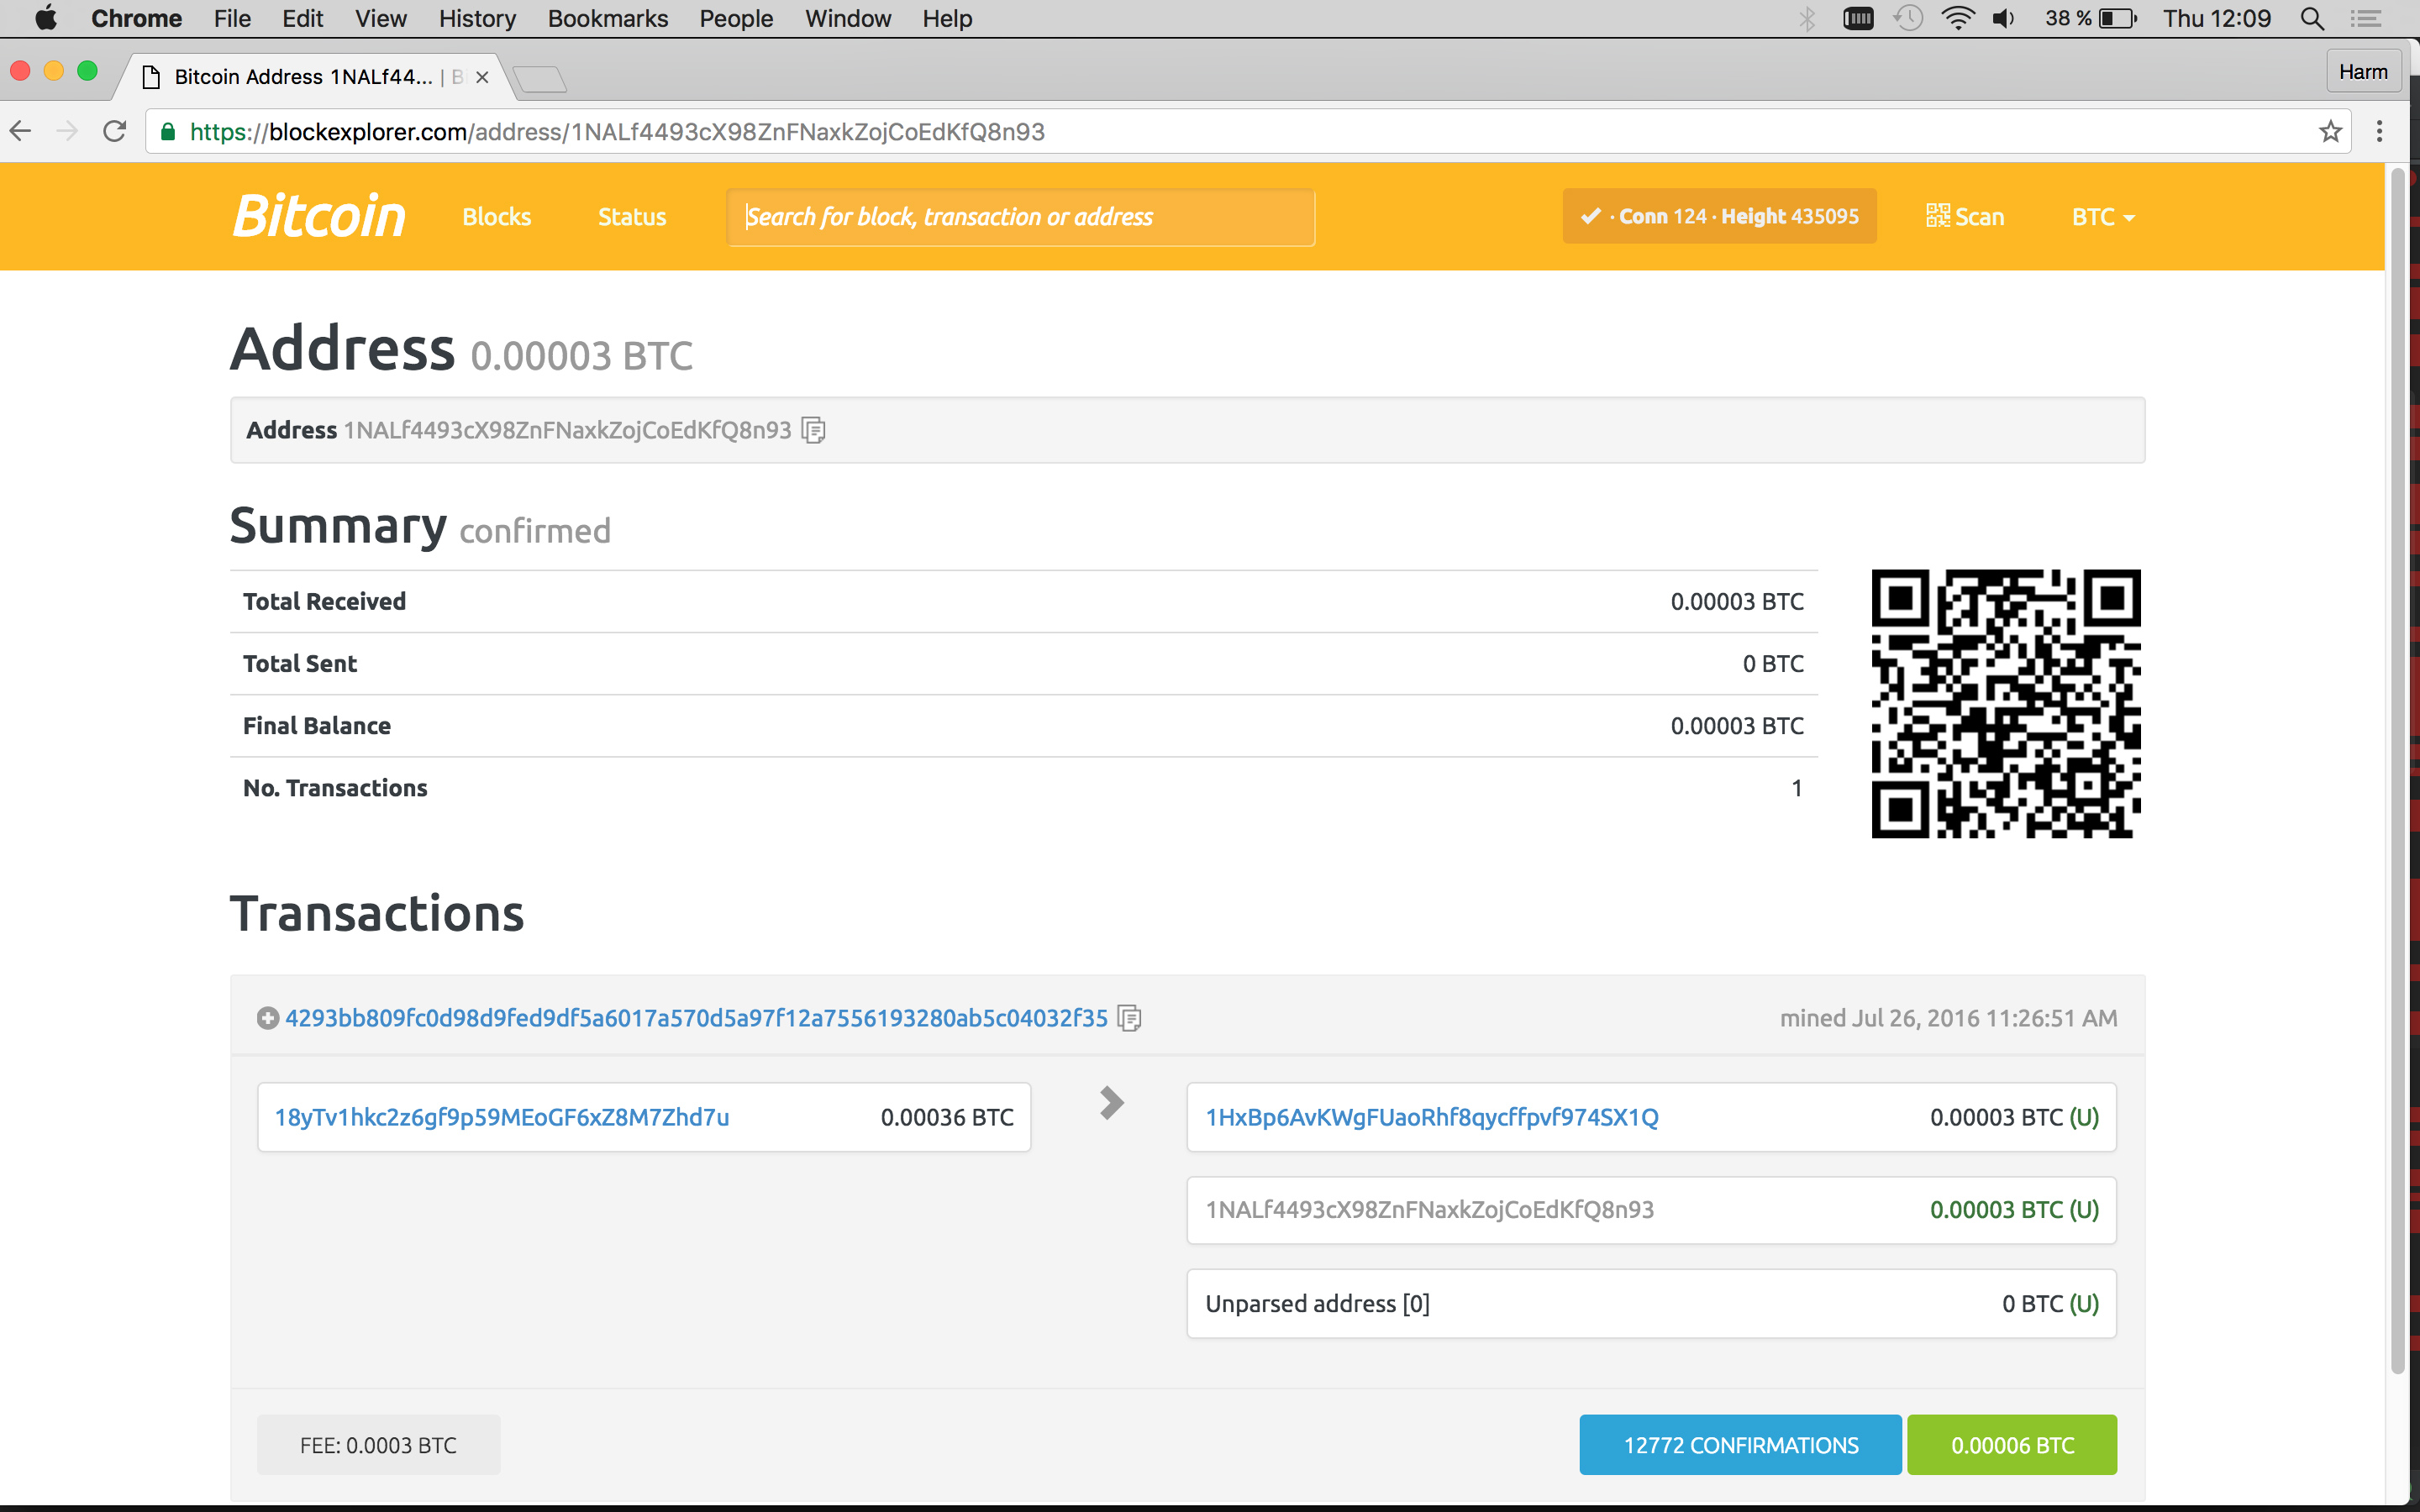 Chrome File Edit View History Bookmarks People Window Help 38 % Thu 12:09
Bitcoin Address 1NALf44... | B
Harm
https://blockexplorer.com/address/1NALf4493cX98ZnFNaxkZojCoEdKfQ8n93
Bitcoin Blocks Status Search for block, transaction or address · Conn 124 · Height 435095 Scan BTC
Address 0.00003 BTC
Address 1NALf4493cX98ZnFNaxkZojCoEdKfQ8n93
Summary confirmed
Total Received 0.00003 BTC
Total Sent 0 BTC
Final Balance 0.00003 BTC
No. Transactions 1
Transactions
4293bb809fc0d98d9fed9df5a6017a570d5a97f12a7556193280ab5c04032f35 mined Jul 26, 2016 11:26:51 AM
18yTv1hkc2z6gf9p59MEoGF6xZ8M7Zhd7u 0.00036 BTC 1HxBp6AvKWgFUaoRhf8qycffpvf974SX1Q 0.00003 BTC (U)
1NALf4493cX98ZnFNaxkZojCoEdKfQ8n93 0.00003 BTC (U)
Unparsed address [0] 0 BTC (U)
FEE: 0.0003 BTC 12772 CONFIRMATIONS 0.00006 BTC